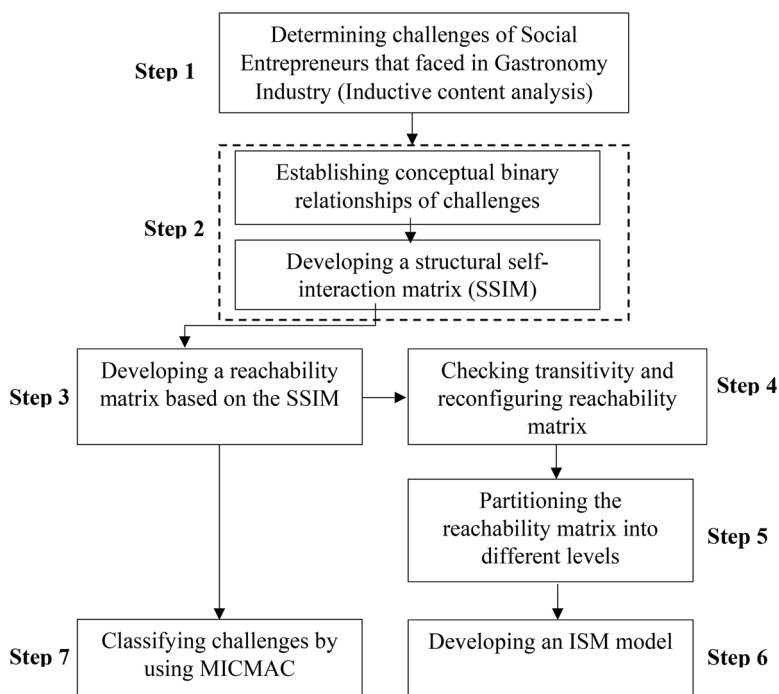 Step 1
Determining challenges of Social
Entrepreneurs that faced in Gastronomy
Industry (Inductive content analysis)
Step 2
Establishing conceptual binary
relationships of challenges
Developing a structural self-
interaction matrix (SSIM)
Step 3
Developing a reachability
matrix based on the SSIM
Checking transitivity and
reconfiguring reachability
matrix
Step 4
Partitioning the
reachability matrix into
different levels
Step 5
Step 7
Classifying challenges by
using MICMAC
Developing an ISM model
Step 6